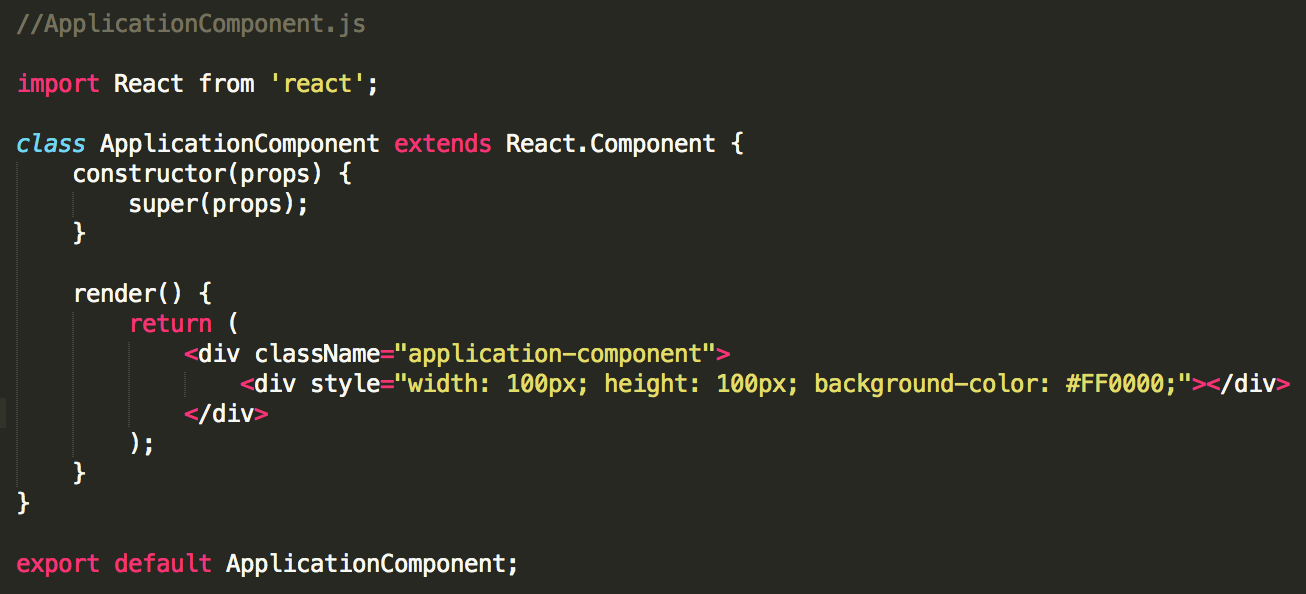 //ApplicationComponent.js
import React from 'react';
class ApplicationComponent extends React.Component {
constructor(props) {
super(props);
}
render() {
return (
<div className="application-component">
<div style="width: 100px; height: 100px; background-color: #FF0000;"></div>
</div>
);
}
}
export default ApplicationComponent;